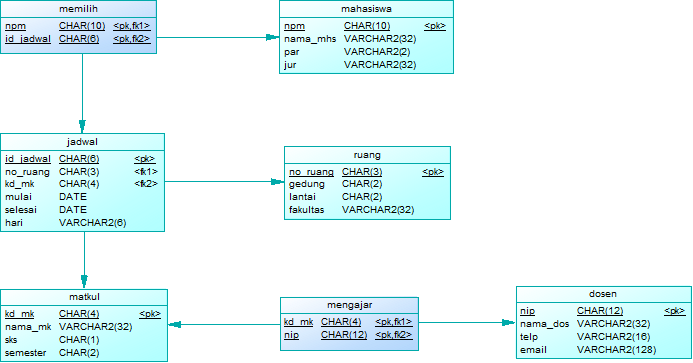 memilih
npm CHAR(10) <pk,fk1>
id_jadwal CHAR(6) <pk,fk2>
mahasiswa
npm CHAR(10) <pk>
nama_mhs VARCHAR2(32)
par VARCHAR2(2)
jur VARCHAR2(32)
jadwal
id_jadwal CHAR(6) <pk>
no_ruang CHAR(3) <fk1>
kd_mk CHAR(4) <fk2>
mulai DATE
selesai DATE
hari VARCHAR2(6)
ruang
no_ruang CHAR(3) <pk>
gedung CHAR(2)
lantai CHAR(2)
fakultas VARCHAR2(32)
matkul
kd_mk CHAR(4) <pk>
nama_mk VARCHAR2(32)
sks CHAR(1)
semester CHAR(2)
mengajar
kd_mk CHAR(4) <pk,fk1>
nip CHAR(12) <pk,fk2>
dosen
nip CHAR(12) <pk>
nama_dos VARCHAR2(32)
telp VARCHAR2(16)
email VARCHAR2(128)